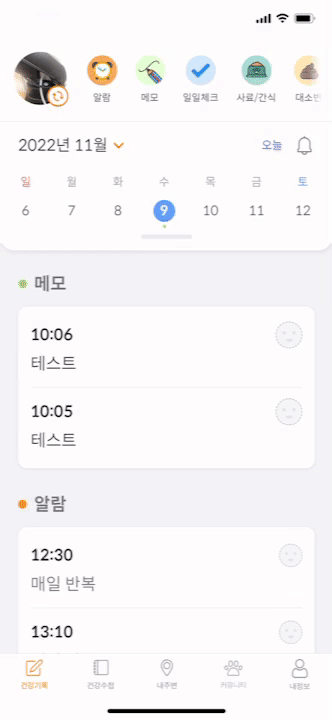 알람 메모 일일체크 사료/간식 대소변
2022년 11월 오늘
일 월 화 수 목 금 토
6 7 8 9 10 11 12
메모
10:06
테스트
10:05
테스트
알람
12:30
매일 반복
13:10
건강기록 건강수첩 내주변 커뮤니티 내정보